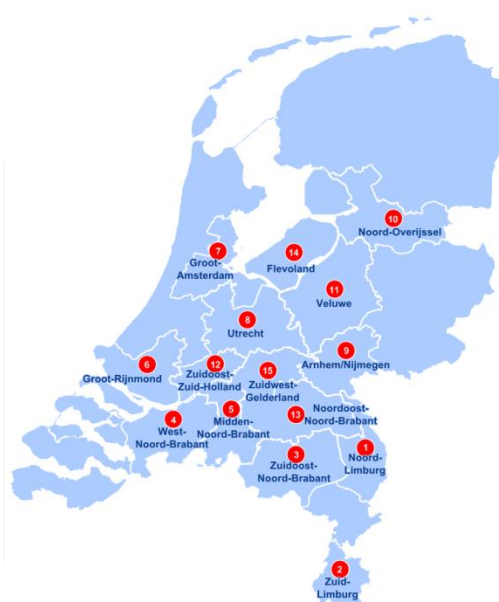 10
Noord-Overijssel
7
Groot-
Amsterdam
14
Flevoland
11
Veluwe
8
Utrecht
9
Arnhem/Nijmegen
6
Groot-Rijnmond
12
Zuidoost-
Zuid-Holland
15
Zuidwest-
Gelderland
4
West-
Noord-Brabant
5
Midden-
Noord-Brabant
13
Noordoost-
Noord-Brabant
3
Zuidoost-
Noord-Brabant
1
Noord-
Limburg
2
Zuid-
Limburg